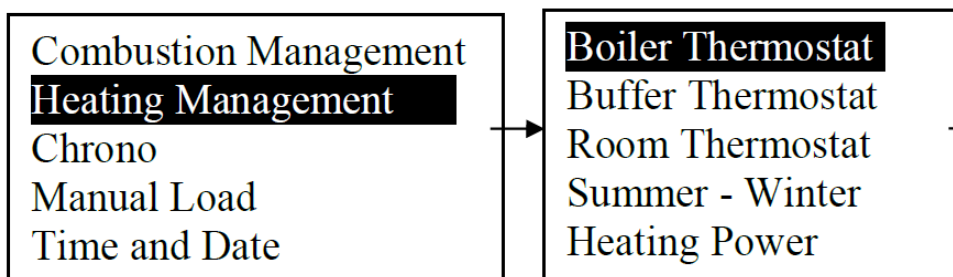 Combustion Management
Heating Management
Chrono
Manual Load
Time and Date
Boiler Thermostat
Buffer Thermostat
Room Thermostat
Summer - Winter
Heating Power